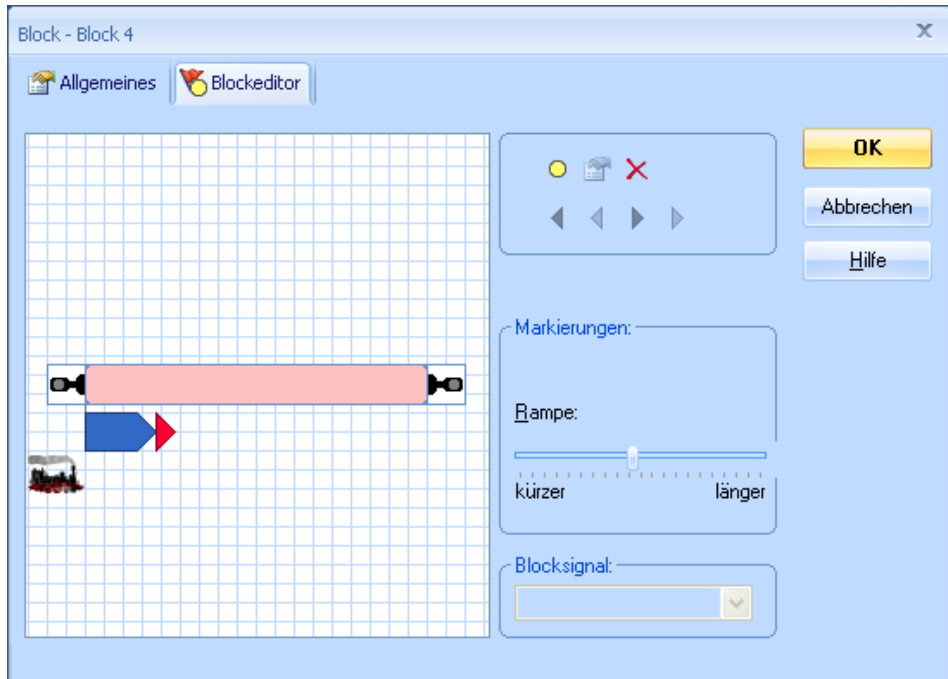 Block - Block 4
Allgemeines
Blockeditor
OK
Abbrechen
Hilfe
Markierungen:
Rampe:
kürzer länger
Blocksignal: